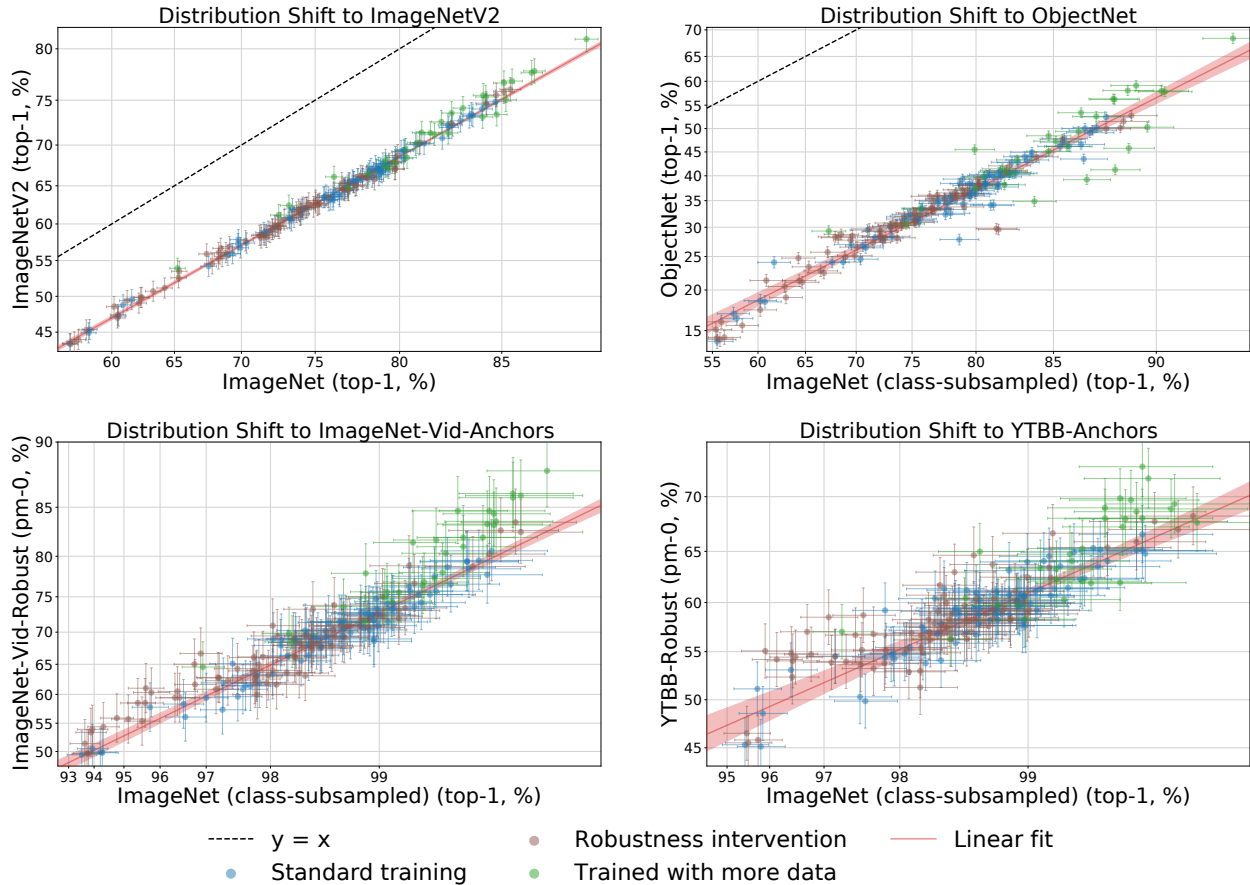 Distribution Shift to ImageNetV2
ImageNetV2 (top-1, %)
80
75
70
65
60
55
50
45
60 65 70 75 80 85
ImageNet (top-1, %)
Distribution Shift to ObjectNet
ObjectNet (top-1, %)
70
65
60
55
50
45
40
35
30
25
20
15
55 60 65 70 75 80 85 90
ImageNet (class-subsampled) (top-1, %)
Distribution Shift to ImageNet-Vid-Anchors
ImageNet-Vid-Robust (pm-0, %)
90
85
80
75
70
65
60
55
50
93 94 95 96 97 98 99
ImageNet (class-subsampled) (top-1, %)
Distribution Shift to YTBB-Anchors
YTBB-Robust (pm-0, %)
70
65
60
55
50
45
95 96 97 98 99
ImageNet (class-subsampled) (top-1, %)
y = x
Robustness intervention
Linear fit
Standard training
Trained with more data